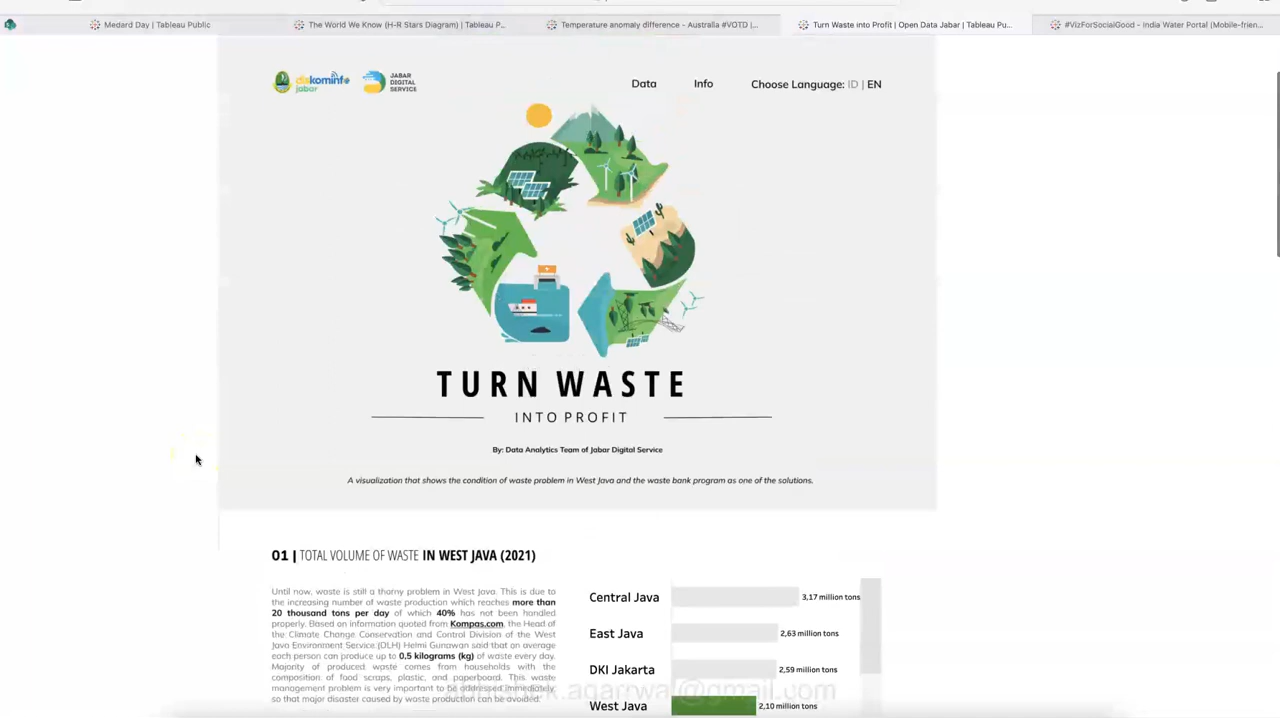 Medard Day | Tableau Public
The World We Know (H-R Stars Diagram) | Tableau P...
Temperature anomaly difference - Australia #VOTD |...
Turn Waste into Profit | Open Data Jabar | Tableau Pu...
#VizForSocialGood - India Water Portal (Mobile-frien...
diskominfo
jabar
JABAR
DIGITAL
SERVICE
Data
Info
Choose Language: ID | EN
TURN WASTE
INTO PROFIT
By: Data Analytics Team of Jabar Digital Service
A visualization that shows the condition of waste problem in West Java and the waste bank program as one of the solutions.
01 | TOTAL VOLUME OF WASTE IN WEST JAVA (2021)
Until now, waste is still a thorny problem in West Java. This is due to
the increasing number of waste production which reaches more than
20 thousand tons per day of which 40% has not been handled
properly. Based on information quoted from Kompas.com, the Head of
the Climate Change Conservation and Control Division of the West
Java Environment Service (DLH) Helmi Gunawan said that on average
each person can produce up to 0.5 kilograms (kg) of waste every day.
Majority of produced waste comes from households with the
composition of food scraps, plastic, and paperboard. This waste
management problem is very important to be addressed immediately
so that major disaster caused by waste production can be avoided.
Central Java 3,17 million tons
East Java 2,63 million tons
DKI Jakarta 2,59 million tons
West Java 2,10 million tons